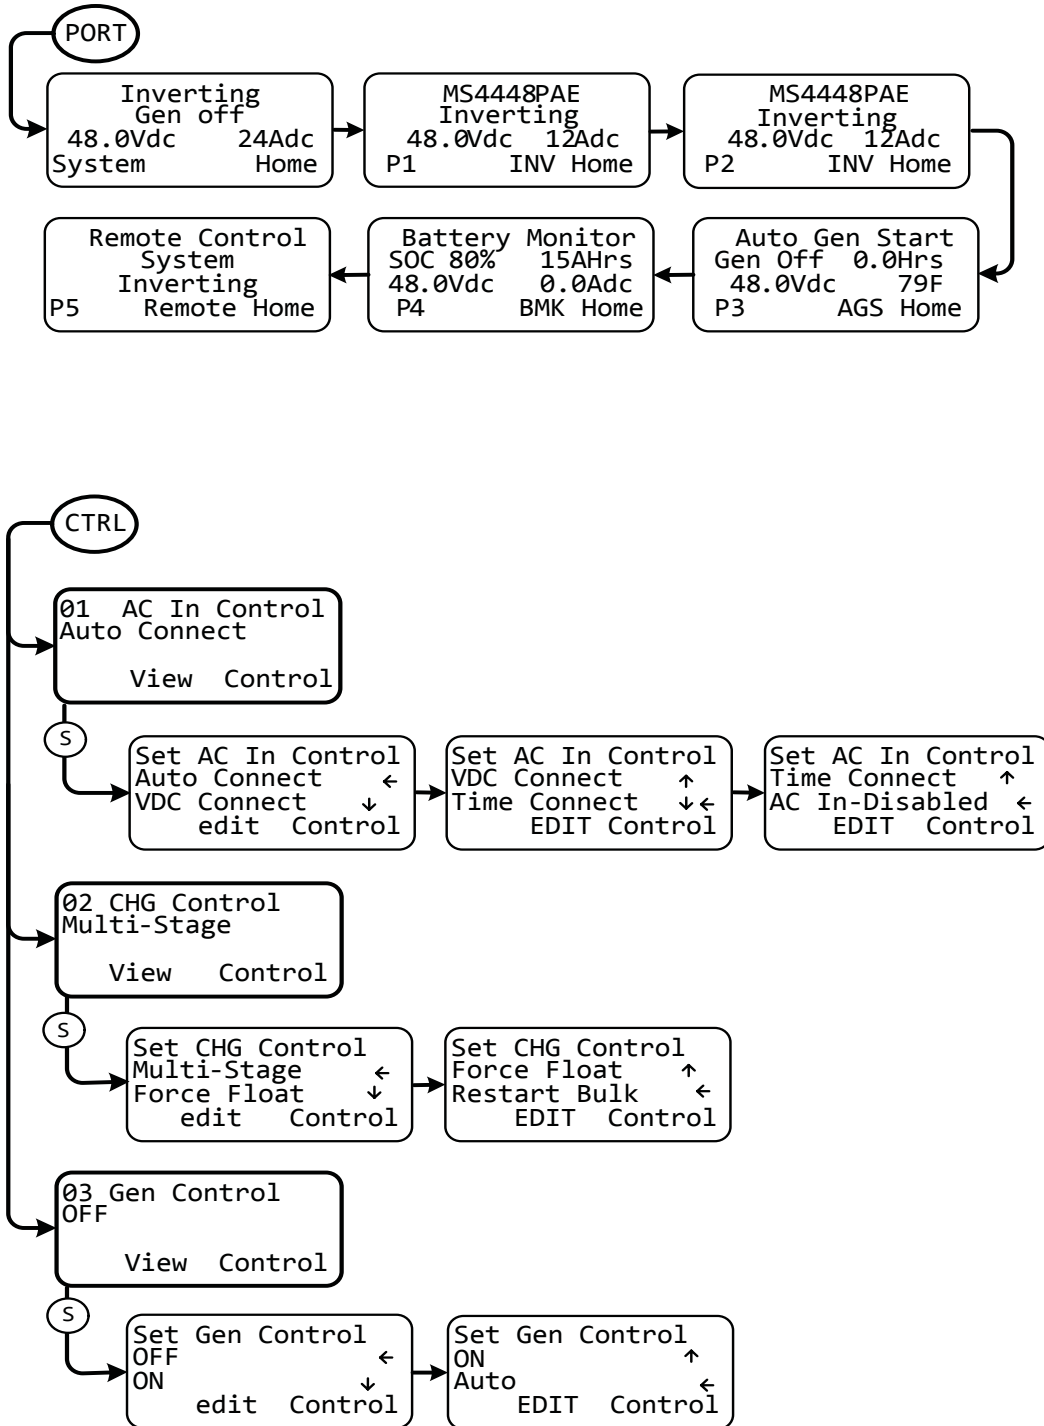 PORT
Inverting
Gen off
48.0Vdc 24Adc
System Home
MS4448PAE
Inverting
48.0Vdc 12Adc
P1 INV Home
MS4448PAE
Inverting
48.0Vdc 12Adc
P2 INV Home
Auto Gen Start
Gen Off 0.0Hrs
48.0Vdc 79F
P3 AGS Home
Battery Monitor
SOC 80% 15AHrs
48.0Vdc 0.0Adc
P4 BMK Home
Remote Control
System
Inverting
P5 Remote Home
CTRL
01 AC In Control
Auto Connect
View Control
S
Set AC In Control
Auto Connect ←
VDC Connect ↓
edit Control
Set AC In Control
VDC Connect ↑
Time Connect ↓←
EDIT Control
Set AC In Control
Time Connect ↑
AC In-Disabled ←
EDIT Control
02 CHG Control
Multi-Stage
View Control
S
Set CHG Control
Multi-Stage ←
Force Float ↓
edit Control
Set CHG Control
Force Float ↑
Restart Bulk ←
EDIT Control
03 Gen Control
OFF
View Control
S
Set Gen Control
OFF ←
ON ↓
edit Control
Set Gen Control
ON ↑
Auto ←
EDIT Control